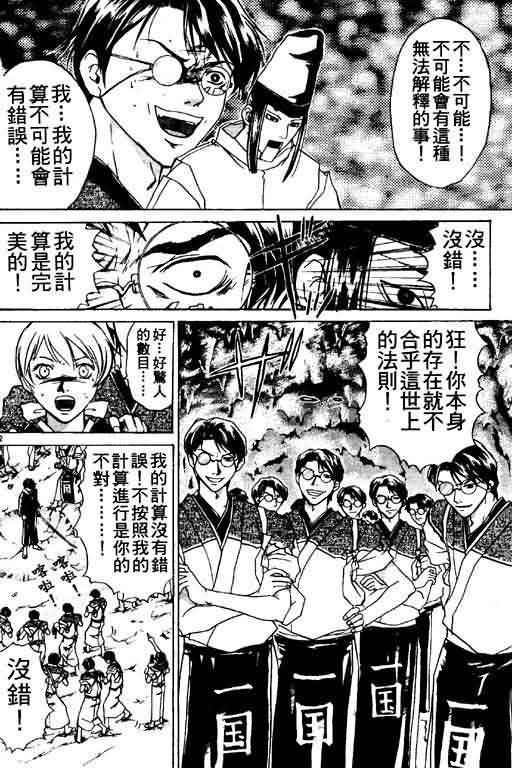 不…不可能…！
不可能會有這種
無法解釋的事！
我…我的計
算不可能會
有錯誤……
沒……
沒錯！
我的計
算是完
美的！
狂！你本身
的存在就不
合乎這世上
的法則！
好…好驚人
的數目……
我的計算沒有錯
誤！不按照我的
計算進行是你的
不對………！
喀啦！
喀啦！
沒錯！
一国
一国
一国
一国